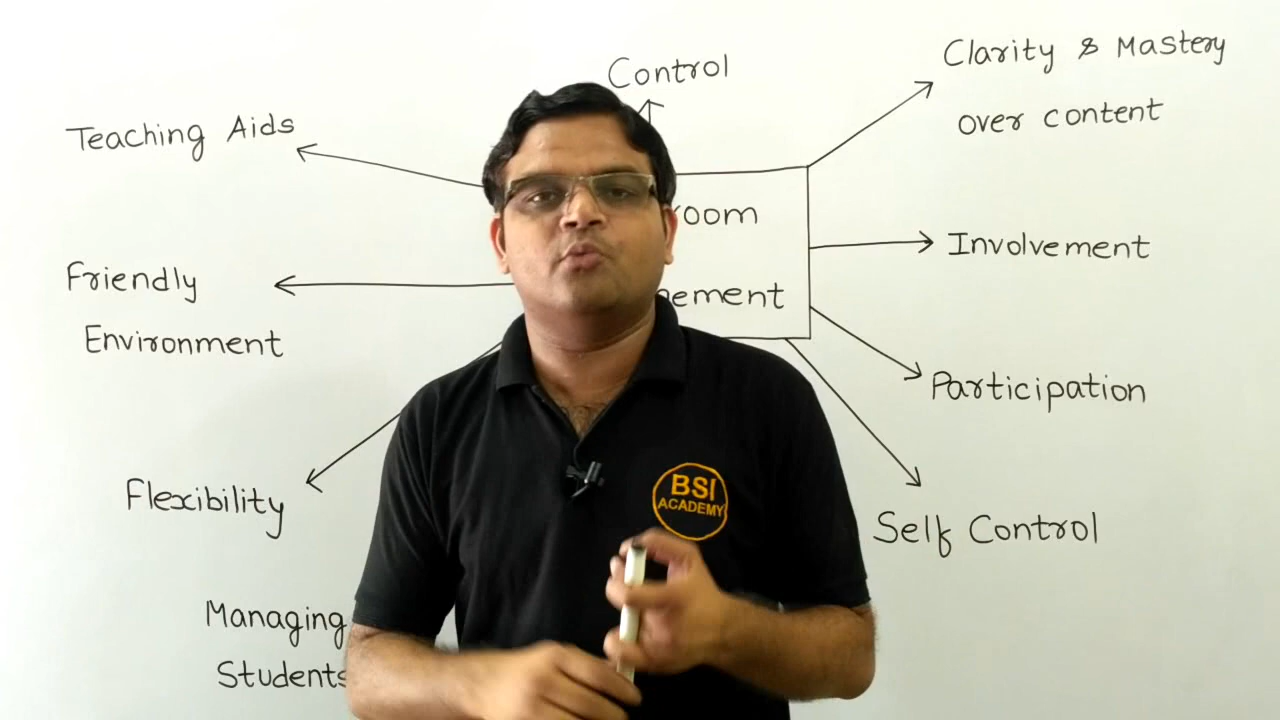 Control
Clarity & Mastery
over content
Teaching Aids
room
ement
Involvement
Friendly
Environment
Participation
Flexibility
Self Control
Managing
Students
BSI
ACADEMY